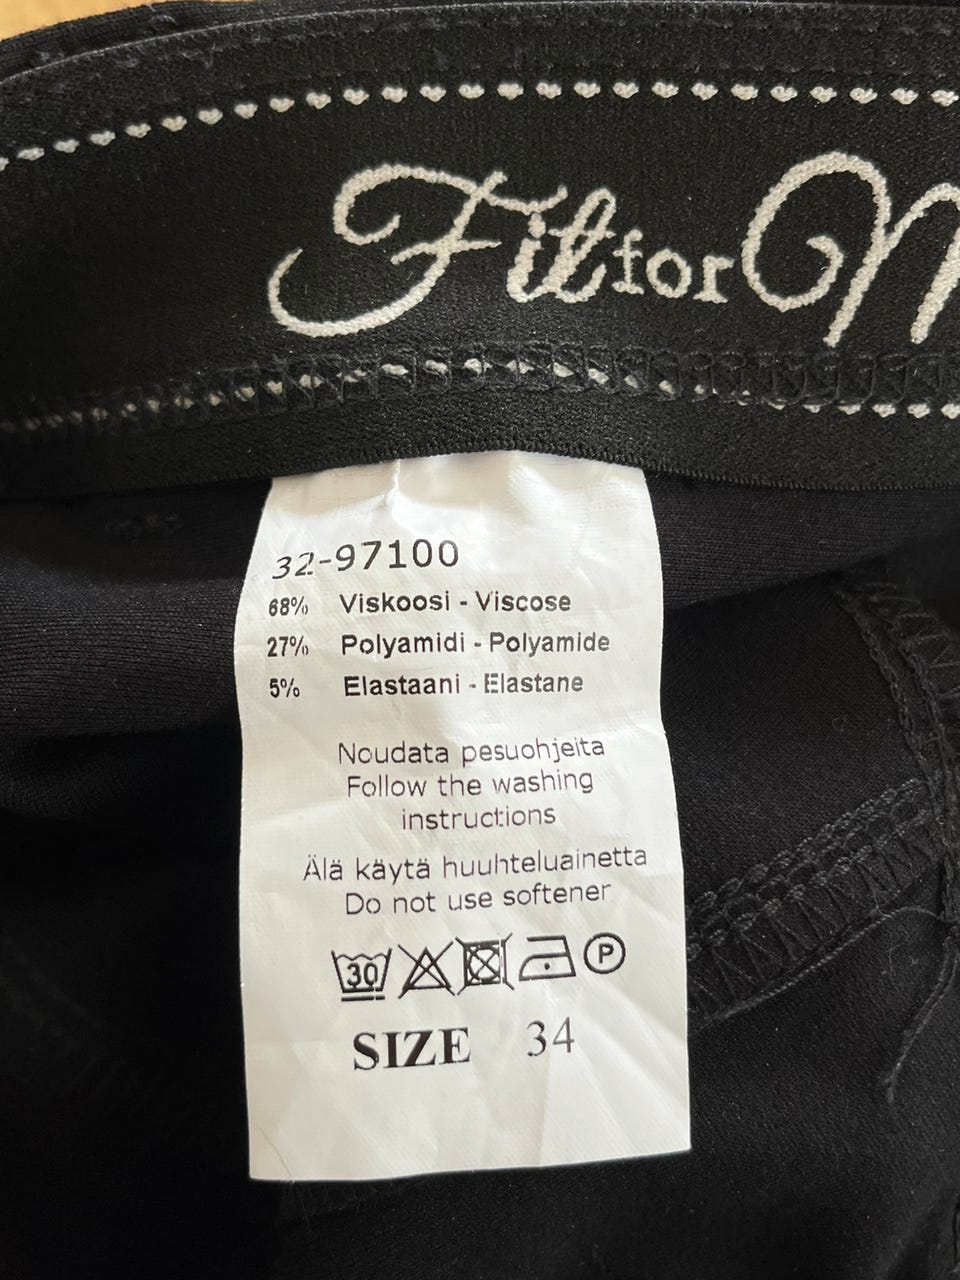 Fit for
32-97100
68% Viskoosi - Viscose
27% Polyamidi - Polyamide
5% Elastaani - Elastane
Noudata pesuohjeita
Follow the washing
instructions
Älä käytä huuhteluainetta
Do not use softener
30 P
SIZE 34